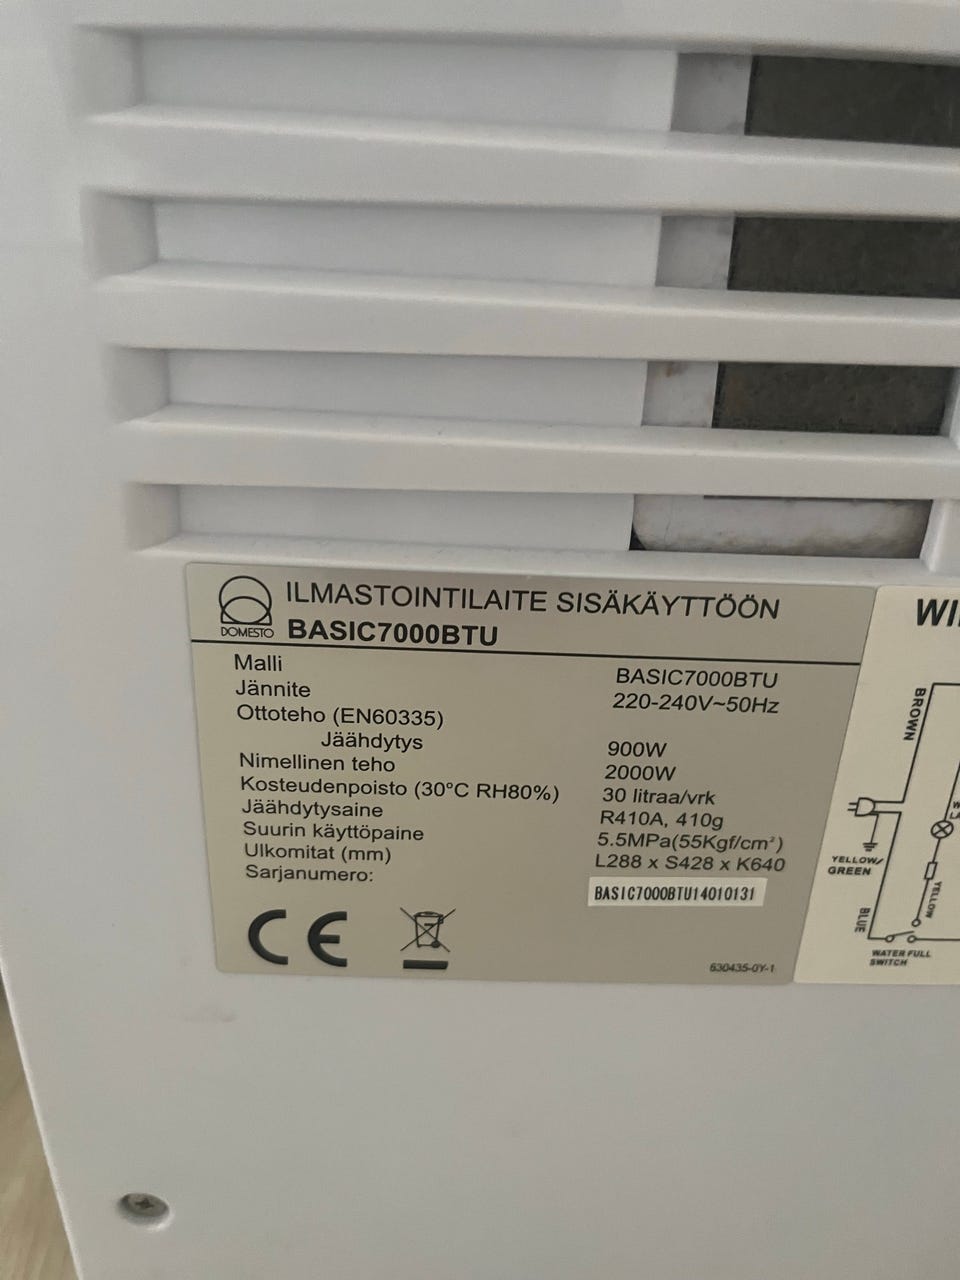 DOMESTO
ILMASTOINTILAITE SISÄKÄYTTÖÖN
BASIC7000BTU
Malli BASIC7000BTU
Jännite 220-240V~50Hz
Ottoteho (EN60335)
Jäähdytys 900W
Nimellinen teho 2000W
Kosteudenpoisto (30°C RH80%) 30 litraa/vrk
Jäähdytysaine R410A, 410g
Suurin käyttöpaine 5.5MPa(55Kgf/cm²)
Ulkomitat (mm) L288 x S428 x K640
Sarjanumero: BASIC7000BTU14010131
CE
630435-0Y-1
BROWN
YELLOW/
GREEN
BLUE
YELLOW
WATER FULL
SWITCH